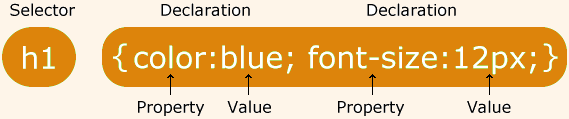 Selector Declaration Declaration
h1 {color:blue; font-size:12px;}
Property Value Property Value